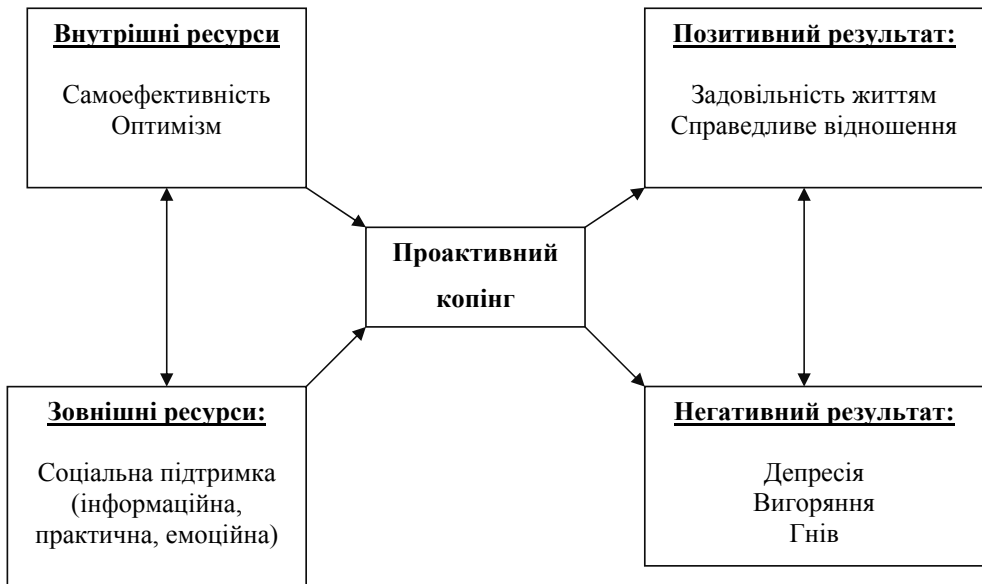 Внутрішні ресурси
Самоефективність
Оптимізм
Позитивний результат:
Задовільність життям
Справедливе відношення
Проактивний
копінг
Зовнішні ресурси:
Соціальна підтримка
(інформаційна,
практична, емоційна)
Негативний результат:
Депресія
Вигоряння
Гнів